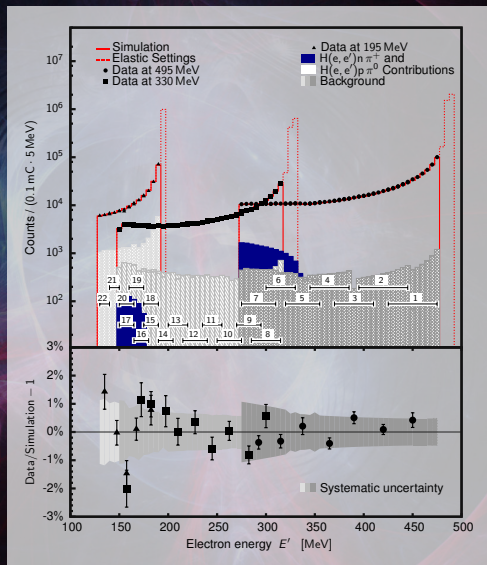 Simulation
Elastic Settings
Data at 495 MeV
Data at 330 MeV
Data at 195 MeV
H(e, e′)n π⁺ and
H(e, e′)p π⁰ Contributions
Background
Counts / (0.1 mC · 5 MeV)
10⁷
10⁶
10⁵
10⁴
10³
10²
21 19 6 4 2
22 20 18 7 5 3 1
17 15 13 11 9
16 14 12 10 8
3%
2%
1%
0
-1%
-2%
-3%
Data/Simulation − 1
Systematic uncertainty
100 150 200 250 300 350 400 450 500
Electron energy E′ [MeV]